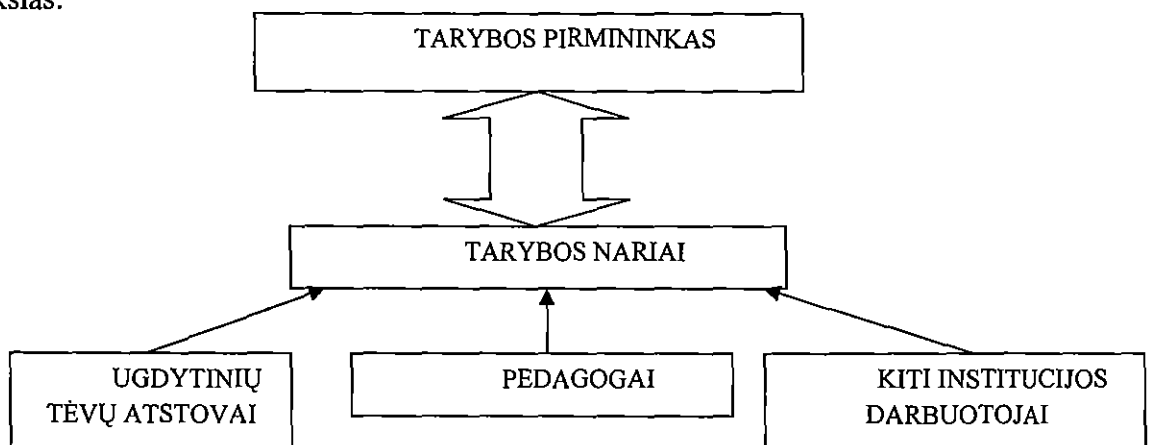 TARYBOS PIRMININKAS
TARYBOS NARIAI
UGDYTINIŲ
TĖVŲ ATSTOVAI
PEDAGOGAI
KITI INSTITUCIJOS
DARBUOTOJAI